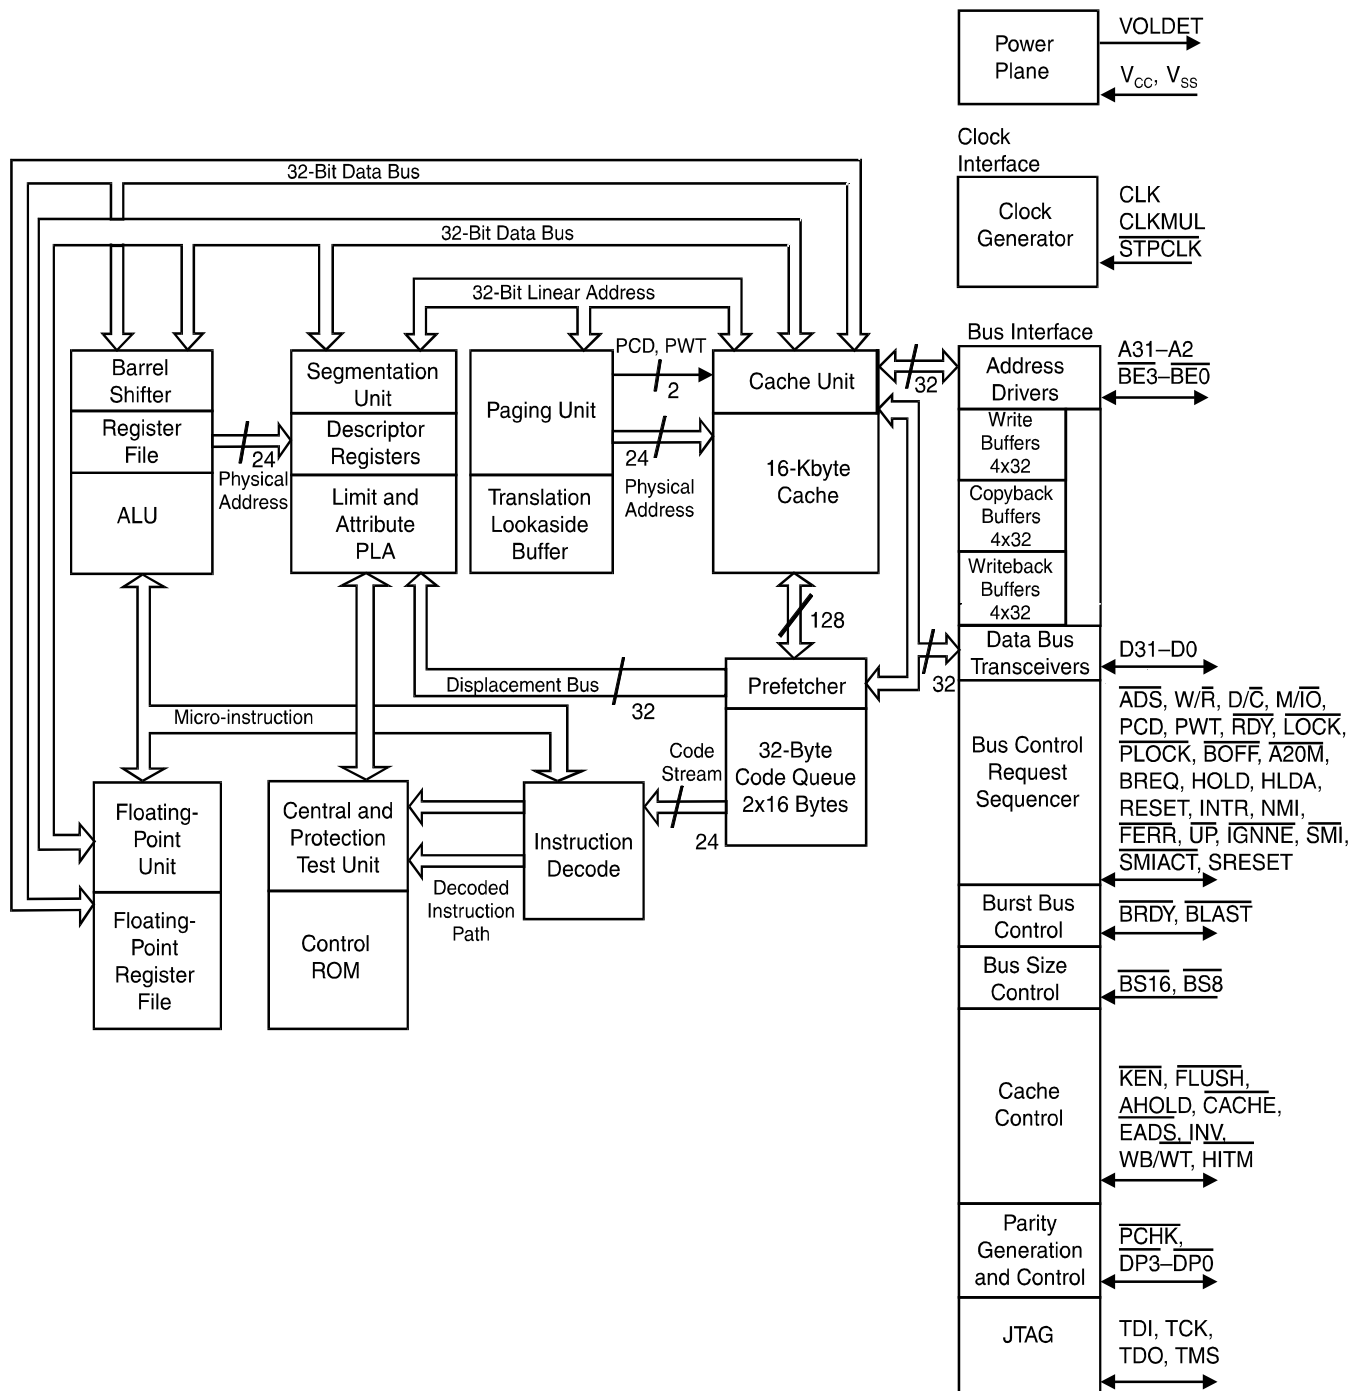 Power
Plane
VOLDET
VCC, VSS
Clock
Interface
Clock
Generator
CLK
CLKMUL
STPCLK
32-Bit Data Bus
32-Bit Data Bus
32-Bit Linear Address
Barrel
Shifter
Register
File
ALU
24
Physical
Address
Segmentation
Unit
Descriptor
Registers
Limit and
Attribute
PLA
Paging Unit
Translation
Lookaside
Buffer
PCD, PWT
2
24
Physical
Address
Cache Unit
16-Kbyte
Cache
32
128
Bus Interface
Address
Drivers
A31–A2
BE3–BE0
Write
Buffers
4x32
Copyback
Buffers
4x32
Writeback
Buffers
4x32
Data Bus
Transceivers
D31–D0
32
Displacement Bus
32
Prefetcher
32-Byte
Code Queue
2x16 Bytes
Micro-instruction
Code
Stream
24
Floating-
Point
Unit
Floating-
Point
Register
File
Central and
Protection
Test Unit
Control
ROM
Instruction
Decode
Decoded
Instruction
Path
Bus Control
Request
Sequencer
ADS, W/R, D/C, M/IO,
PCD, PWT, RDY, LOCK,
PLOCK, BOFF, A20M,
BREQ, HOLD, HLDA,
RESET, INTR, NMI,
FERR, UP, IGNNE, SMI,
SMIACT, SRESET
Burst Bus
Control
BRDY, BLAST
Bus Size
Control
BS16, BS8
Cache
Control
KEN, FLUSH,
AHOLD, CACHE,
EADS, INV,
WB/WT, HITM
Parity
Generation
and Control
PCHK,
DP3–DP0
JTAG
TDI, TCK,
TDO, TMS